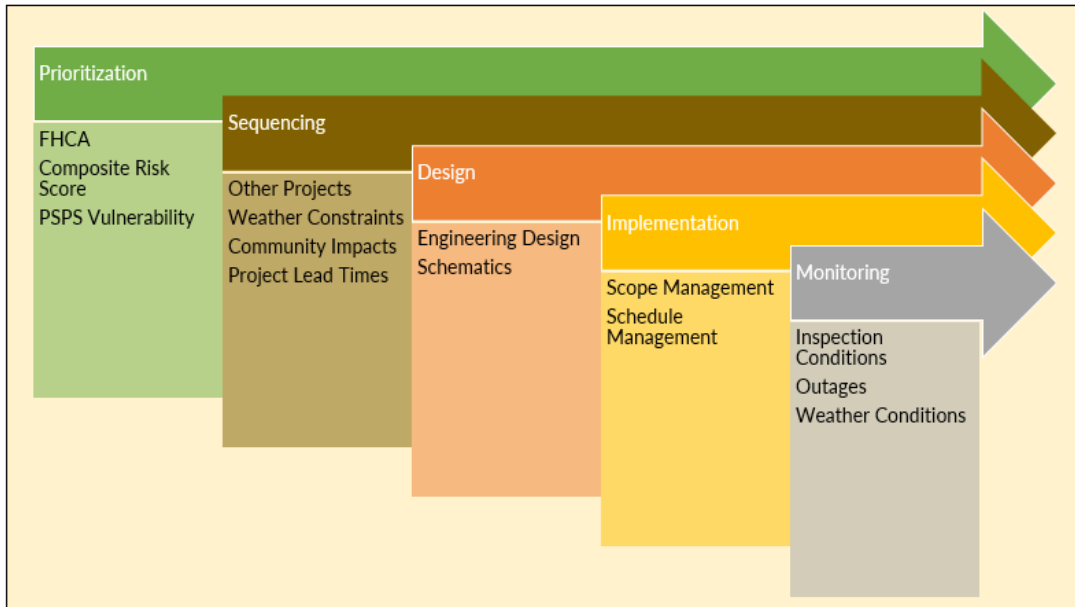 Prioritization
FHCA
Composite Risk
Score
PSPS Vulnerability
Sequencing
Other Projects
Weather Constraints
Community Impacts
Project Lead Times
Design
Engineering Design
Schematics
Implementation
Scope Management
Schedule
Management
Monitoring
Inspection
Conditions
Outages
Weather Conditions